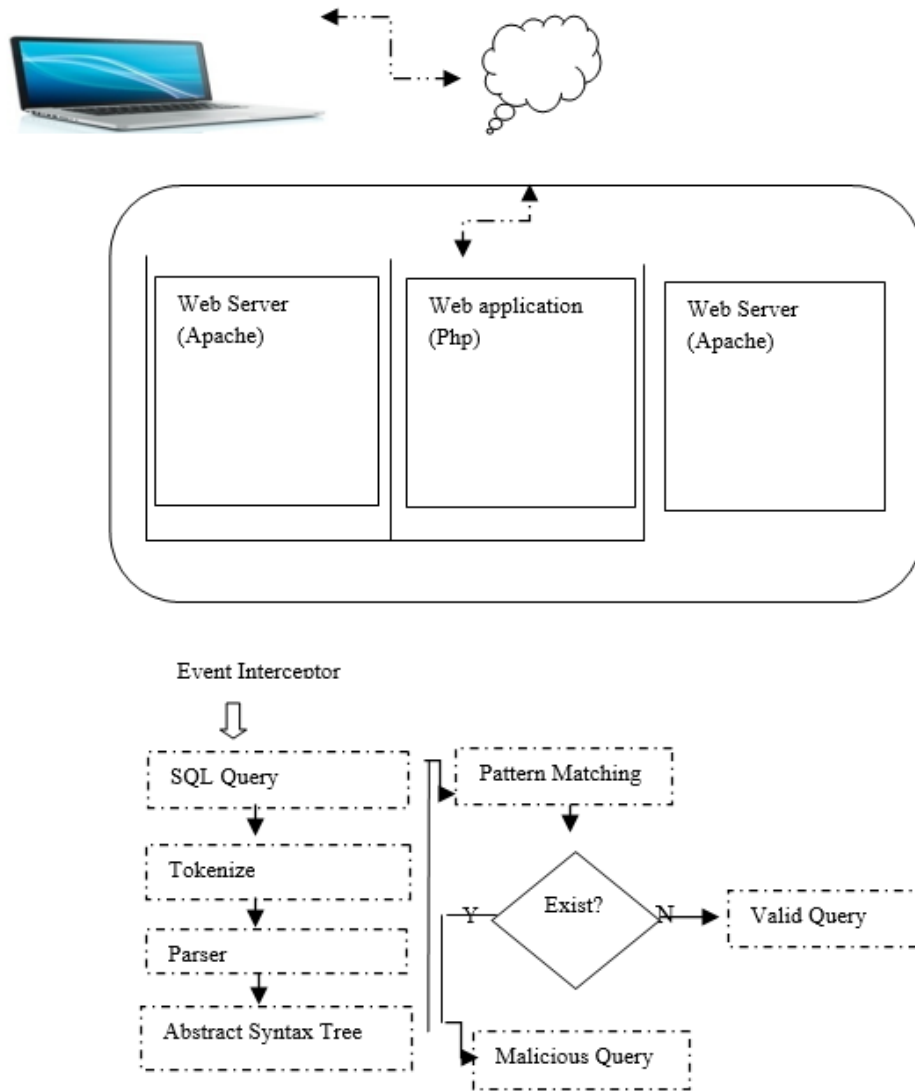 Web Server
(Apache)
Web application
(Php)
Web Server
(Apache)
Event Interceptor
SQL Query
Tokenize
Parser
Abstract Syntax Tree
Pattern Matching
Exist?
Y
N
Valid Query
Malicious Query